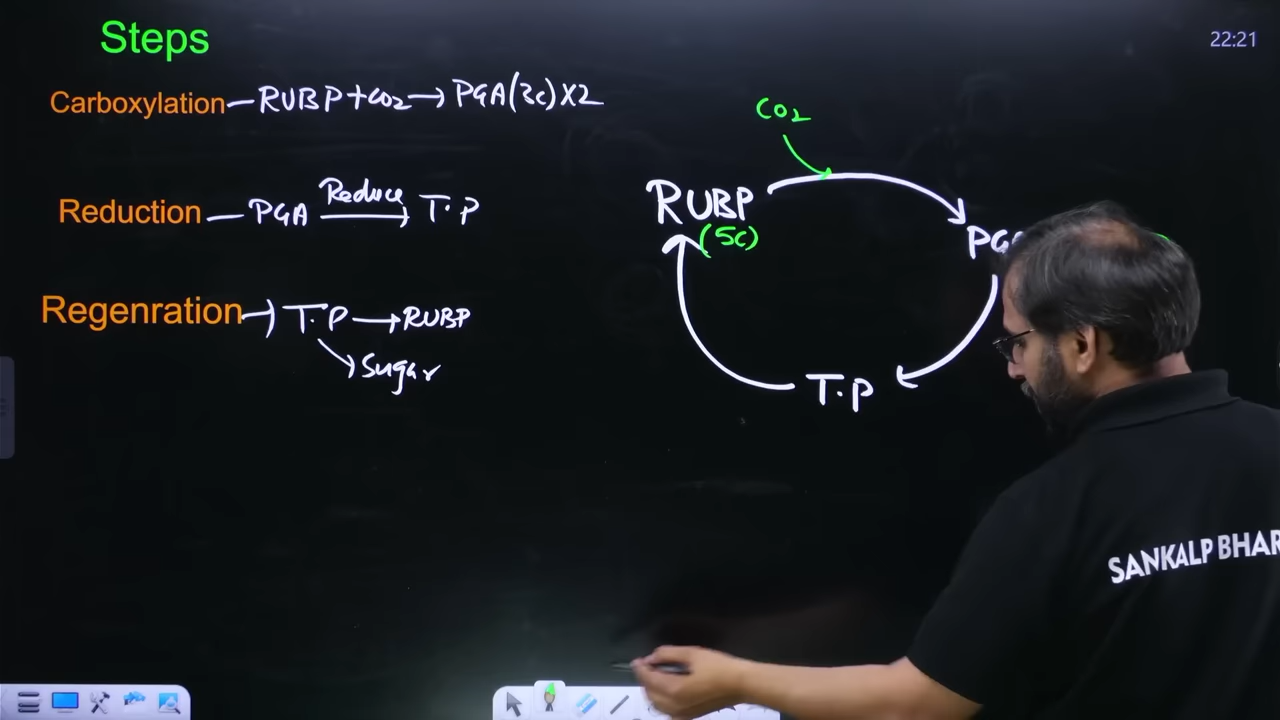 Steps
22:21
Carboxylation — RUBP + CO2 → PGA(3C) X2
CO2
Reduction — PGA Reduce → T.P
RUBP
(5C)
PG
Regenration → T.P → RUBP
Sugar
T.P
SANKALP BHAR